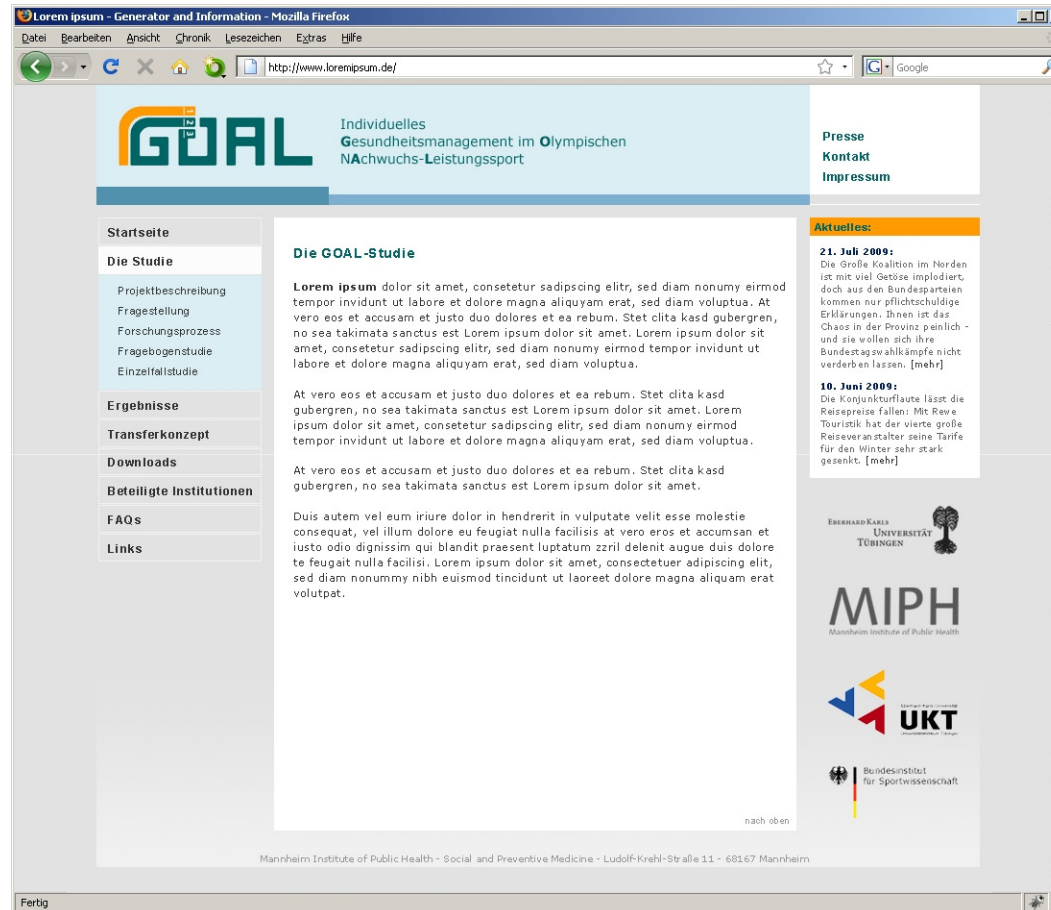 Lorem ipsum - Generator and Information - Mozilla Firefox
Datei Bearbeiten Ansicht Chronik Lesezeichen Extras Hilfe
http://www.loremipsum.de/
G Google
GOAL
Individuelles
Gesundheitsmanagement im Olympischen
NAchwuchs-Leistungssport
Presse
Kontakt
Impressum
Startseite
Die Studie
Projektbeschreibung
Fragestellung
Forschungsprozess
Fragebogenstudie
Einzelfallstudie
Ergebnisse
Transferkonzept
Downloads
Beteiligte Institutionen
FAQs
Links
Die GOAL-Studie
Lorem ipsum dolor sit amet, consetetur sadipscing elitr, sed diam nonumy eirmod
tempor invidunt ut labore et dolore magna aliquyam erat, sed diam voluptua. At
vero eos et accusam et justo duo dolores et ea rebum. Stet clita kasd gubergren,
no sea takimata sanctus est Lorem ipsum dolor sit amet. Lorem ipsum dolor sit
amet, consetetur sadipscing elitr, sed diam nonumy eirmod tempor invidunt ut
labore et dolore magna aliquyam erat, sed diam voluptua.
At vero eos et accusam et justo duo dolores et ea rebum. Stet clita kasd
gubergren, no sea takimata sanctus est Lorem ipsum dolor sit amet. Lorem
ipsum dolor sit amet, consetetur sadipscing elitr, sed diam nonumy eirmod
tempor invidunt ut labore et dolore magna aliquyam erat, sed diam voluptua.
At vero eos et accusam et justo duo dolores et ea rebum. Stet clita kasd
gubergren, no sea takimata sanctus est Lorem ipsum dolor sit amet.
Duis autem vel eum iriure dolor in hendrerit in vulputate velit esse molestie
consequat, vel illum dolore eu feugiat nulla facilisis at vero eros et accumsan et
iusto odio dignissim qui blandit praesent luptatum zzril delenit augue duis dolore
te feugait nulla facilisi. Lorem ipsum dolor sit amet, consectetuer adipiscing elit,
sed diam nonummy nibh euismod tincidunt ut laoreet dolore magna aliquam erat
volutpat.
nach oben
Aktuelles:
21. Juli 2009:
Die Große Koalition im Norden
ist mit viel Getöse implodiert,
doch aus den Bundesparteien
kommen nur pflichtschuldige
Erklärungen. Ihnen ist das
Chaos in der Provinz peinlich -
und sie wollen sich ihre
Bundestagswahlkämpfe nicht
verderben lassen. [mehr]
10. Juni 2009:
Die Konjunkturflaute lässt die
Reisepreise fallen: Mit Rewe
Touristik hat der vierte große
Reiseveranstalter seine Tarife
für den Winter sehr stark
gesenkt. [mehr]
EBERHARD KARLS
UNIVERSITÄT
TÜBINGEN
MIPH
Mannheim Institute of Public Health
UKT
Bundesinstitut
für Sportwissenschaft
Mannheim Institute of Public Health - Social and Preventive Medicine - Ludolf-Krehl-Straße 11 - 68167 Mannheim
Fertig